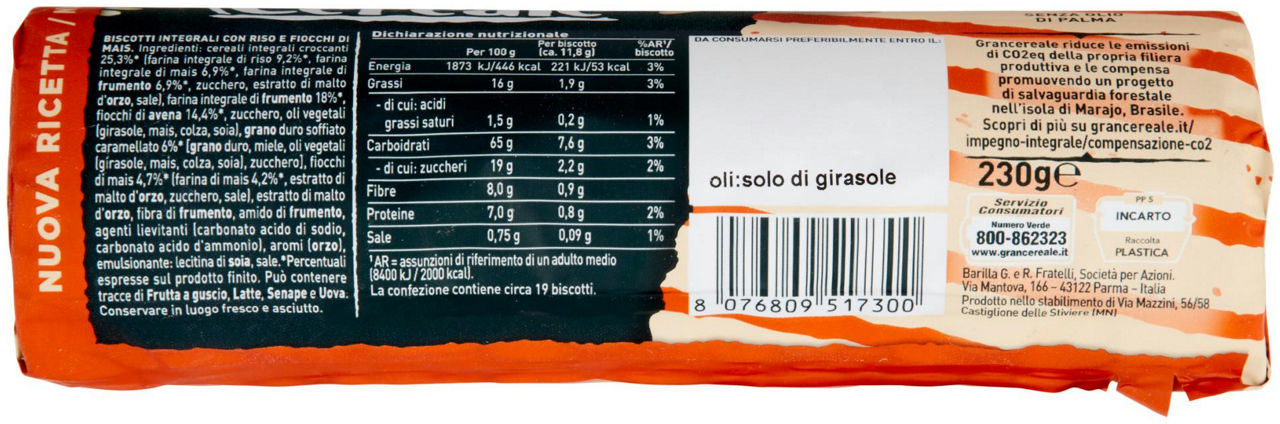 NUOVA RICETTA /
BISCOTTI INTEGRALI CON RISO E FIOCCHI DI
MAIS. Ingredienti: cereali integrali croccanti
25,3%* (farina integrale di riso 9,2%*, farina
integrale di mais 6,9%*, farina integrale di
frumento 6,9%*, zucchero, estratto di malto
d'orzo, sale), farina integrale di frumento 18%*,
fiocchi di avena 14,4%*, zucchero, oli vegetali
(girasole, mais, colza, soia), grano duro soffiato
caramellato 6%* [grano duro, miele, oli vegetali
(girasole, mais, colza, soia), zucchero], fiocchi
di mais 4,7%* (farina di mais 4,2%*, estratto di
malto d'orzo, zucchero, sale), estratto di malto
d'orzo, fibra di frumento, amido di frumento,
agenti lievitanti (carbonato acido di sodio,
carbonato acido d'ammonio), aromi (orzo),
emulsionante: lecitina di soia, sale.*Percentuali
espresse sul prodotto finito. Può contenere
tracce di Frutta a guscio, Latte, Senape e Uova.
Conservare in luogo fresco e asciutto.
Dichiarazione nutrizionale
Per 100 g Per biscotto (ca. 11,8 g) %AR¹/ biscotto
Energia 1873 kJ/446 kcal 221 kJ/53 kcal 3%
Grassi 16 g 1,9 g 3%
- di cui: acidi
grassi saturi 1,5 g 0,2 g 1%
Carboidrati 65 g 7,6 g 3%
- di cui: zuccheri 19 g 2,2 g 2%
Fibre 8,0 g 0,9 g
Proteine 7,0 g 0,8 g 2%
Sale 0,75 g 0,09 g 1%
¹AR = assunzioni di riferimento di un adulto medio
(8400 kJ / 2000 kcal).
La confezione contiene circa 19 biscotti.
DA CONSUMARSI PREFERIBILMENTE ENTRO IL:
oli:solo di girasole
8 076809 517300
SENZA OLIO
DI PALMA
Grancereale riduce le emissioni
di CO2eq della propria filiera
produttiva e le compensa
promuovendo un progetto
di salvaguardia forestale
nell'isola di Marajo, Brasile.
Scopri di più su grancereale.it/
impegno-integrale/compensazione-co2
230g℮
Servizio
Consumatori
Numero Verde
800-862323
www.grancereale.it
PP 5
INCARTO
Raccolta
PLASTICA
Barilla G. e R. Fratelli, Società per Azioni.
Via Mantova, 166 – 43122 Parma – Italia
Prodotto nello stabilimento di Via Mazzini, 56/58
Castiglione delle Stiviere (MN)